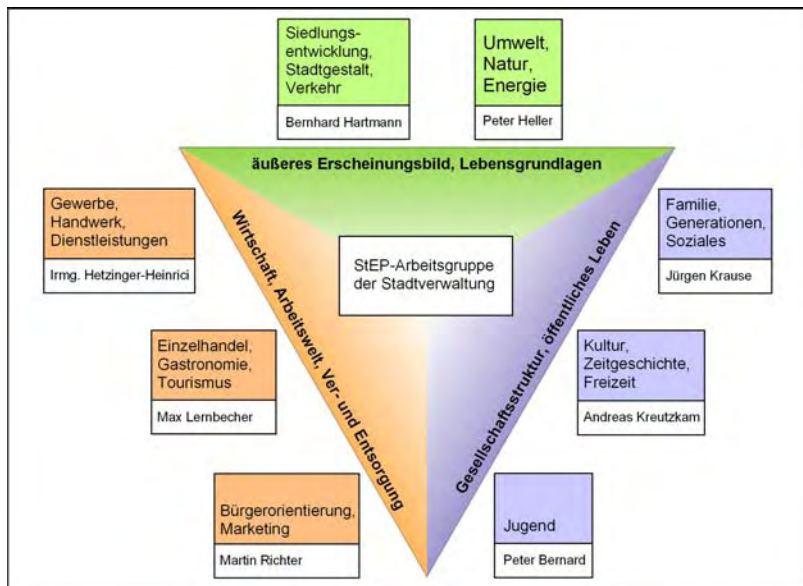 Siedlungs-
entwicklung,
Stadtgestalt,
Verkehr
Bernhard Hartmann
Umwelt,
Natur,
Energie
Peter Heller
äußeres Erscheinungsbild, Lebensgrundlagen
Gewerbe,
Handwerk,
Dienstleistungen
Irmg. Hetzinger-Heinrici
Wirtschaft, Arbeitswelt, Ver- und Entsorgung
StEP-Arbeitsgruppe
der Stadtverwaltung
Gesellschaftsstruktur, öffentliches Leben
Familie,
Generationen,
Soziales
Jürgen Krause
Einzelhandel,
Gastronomie,
Tourismus
Max Lernbecher
Kultur,
Zeitgeschichte,
Freizeit
Andreas Kreutzkam
Bürgerorientierung,
Marketing
Martin Richter
Jugend
Peter Bernard